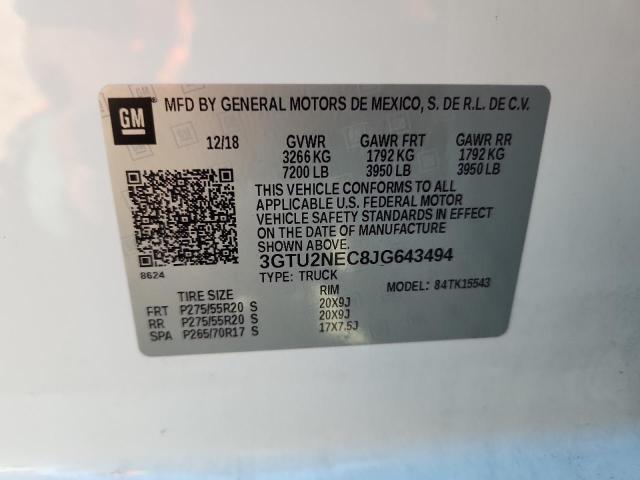 GM ® MFD BY GENERAL MOTORS DE MEXICO, S. DE R.L. DE C.V.
12/18 GVWR GAWR FRT GAWR RR
3266 KG 1792 KG 1792 KG
7200 LB 3950 LB 3950 LB
THIS VEHICLE CONFORMS TO ALL
APPLICABLE U.S. FEDERAL MOTOR
VEHICLE SAFETY STANDARDS IN EFFECT
ON THE DATE OF MANUFACTURE
SHOWN ABOVE.
8624 3GTU2NEC8JG643494
TYPE: TRUCK MODEL: 84TK15543
TIRE SIZE RIM
FRT P275/55R20 S 20X9J
RR P275/55R20 S 20X9J
SPA P265/70R17 S 17X7.5J